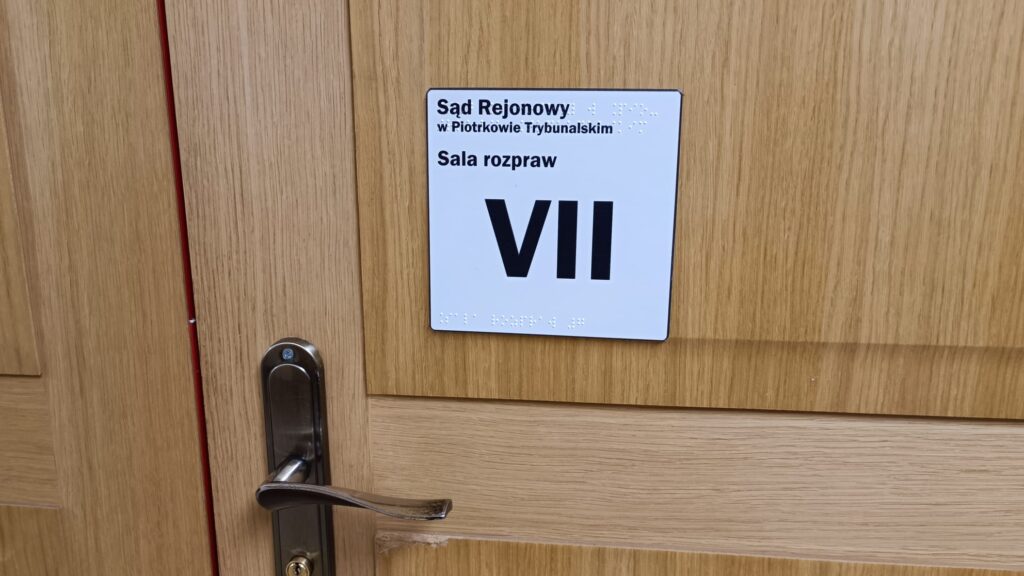 Sąd Rejonowy
w Piotrkowie Trybunalskim
Sala rozpraw
VII